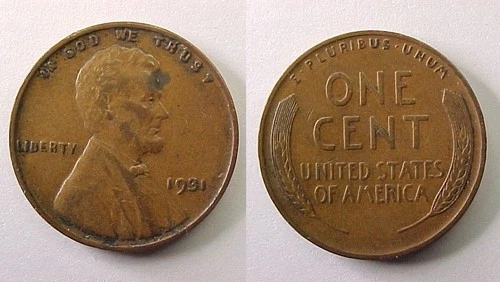 IN GOD WE TRUST
LIBERTY
1931
E·PLURIBUS·UNUM
ONE
CENT
UNITED STATES
OF AMERICA